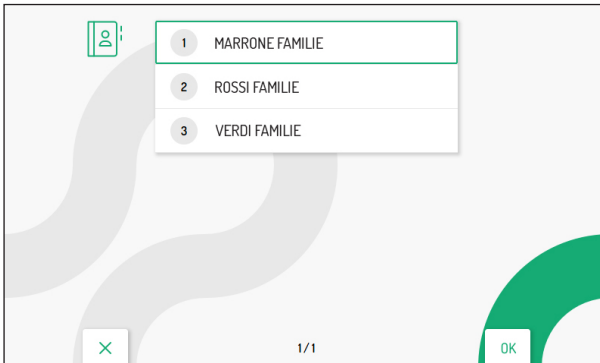 1 MARRONE FAMILIE
2 ROSSI FAMILIE
3 VERDI FAMILIE
1/1 OK